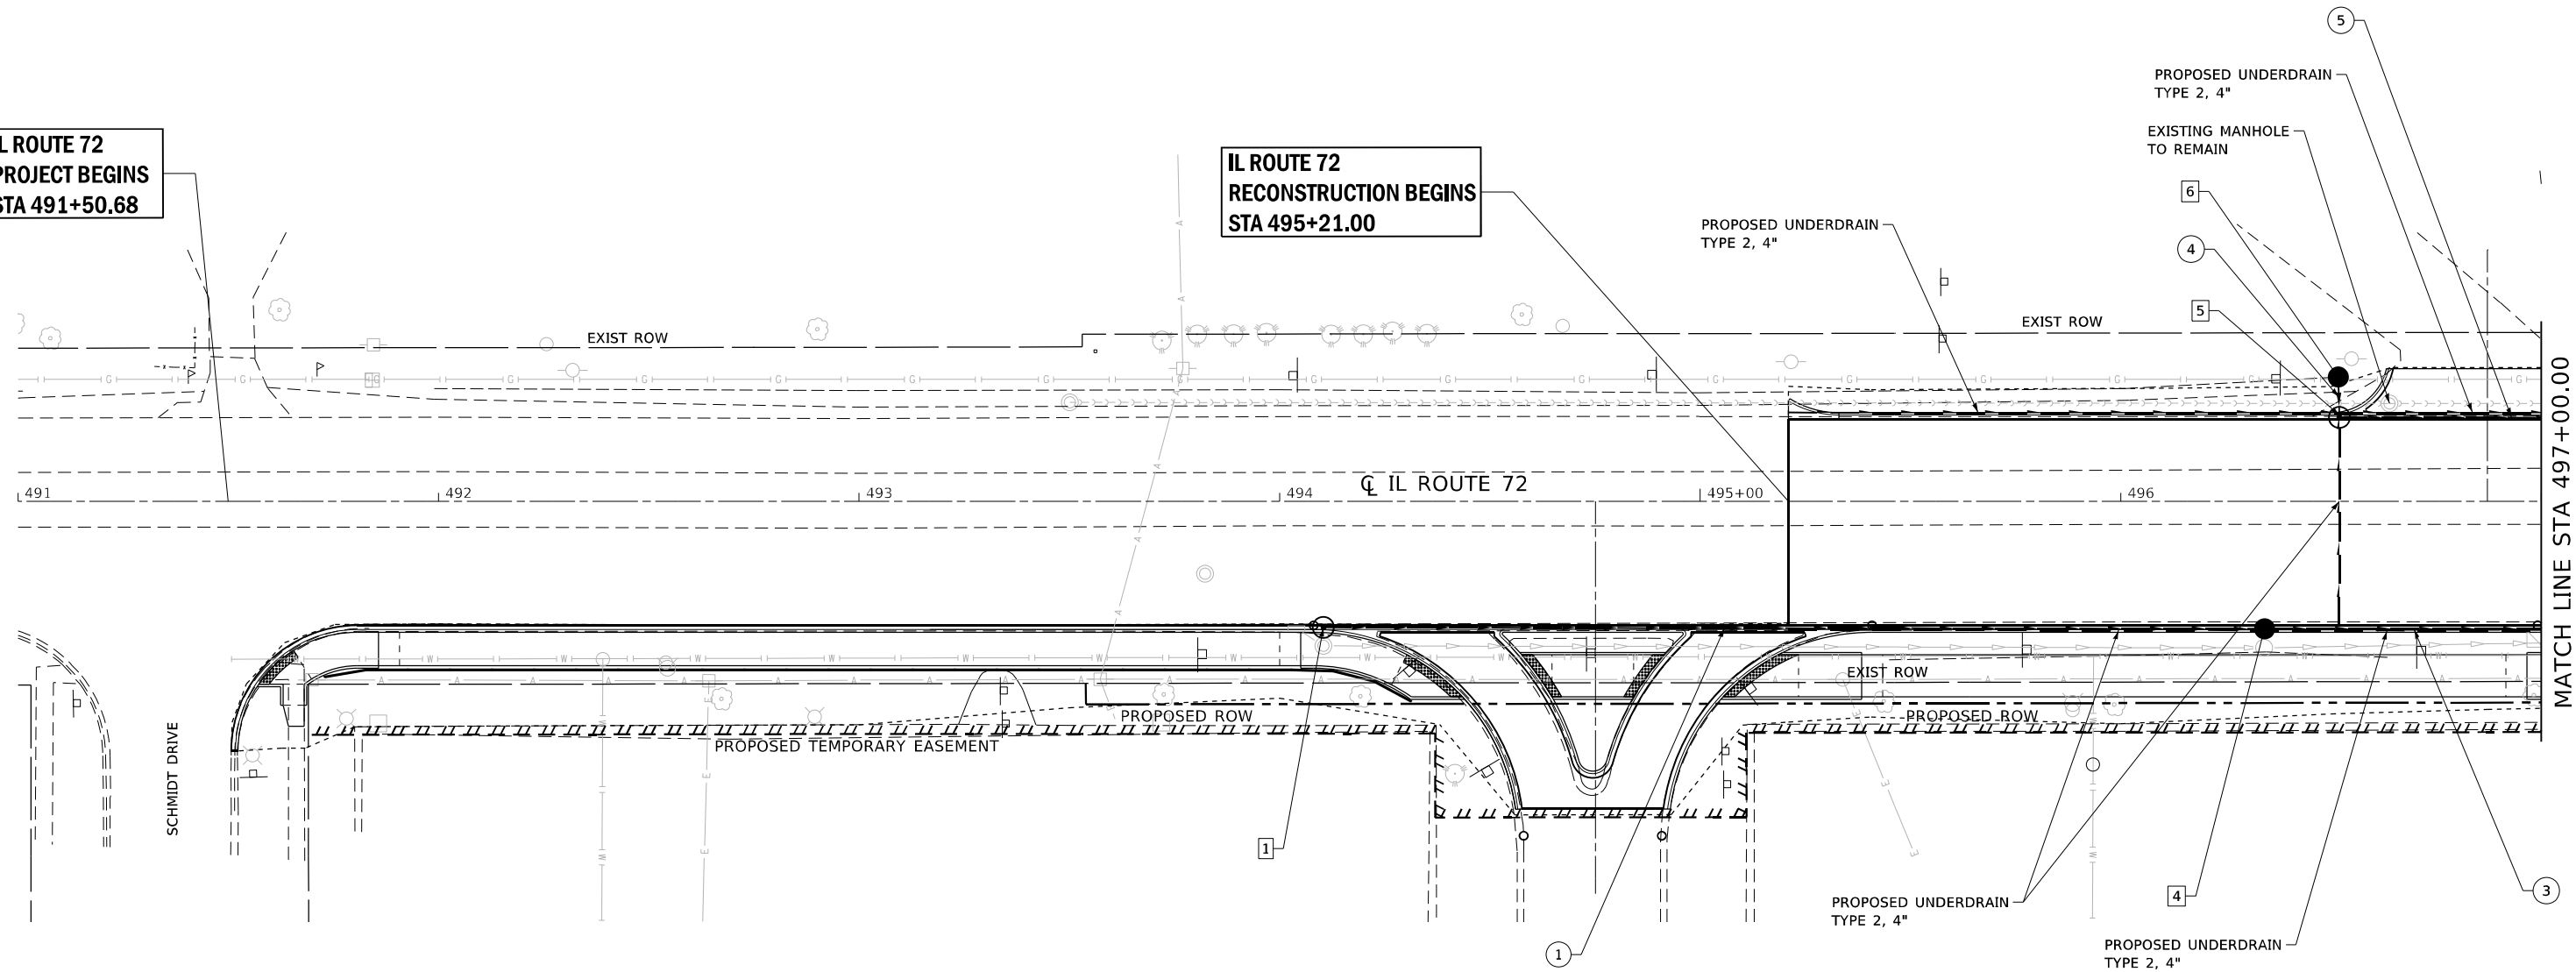 5
PROPOSED UNDERDRAIN
TYPE 2, 4"
EXISTING MANHOLE
TO REMAIN
L ROUTE 72
PROJECT BEGINS
STA 491+50.68
IL ROUTE 72
RECONSTRUCTION BEGINS
STA 495+21.00
6
PROPOSED UNDERDRAIN
TYPE 2, 4"
4
5
EXIST ROW
EXIST ROW
MATCH LINE STA 497+00.00
491
492
493
494
℄ IL ROUTE 72
495+00
496
EXIST ROW
PROPOSED ROW
PROPOSED ROW
PROPOSED TEMPORARY EASEMENT
SCHMIDT DRIVE
1
PROPOSED UNDERDRAIN
TYPE 2, 4"
4
3
1
PROPOSED UNDERDRAIN
TYPE 2, 4"